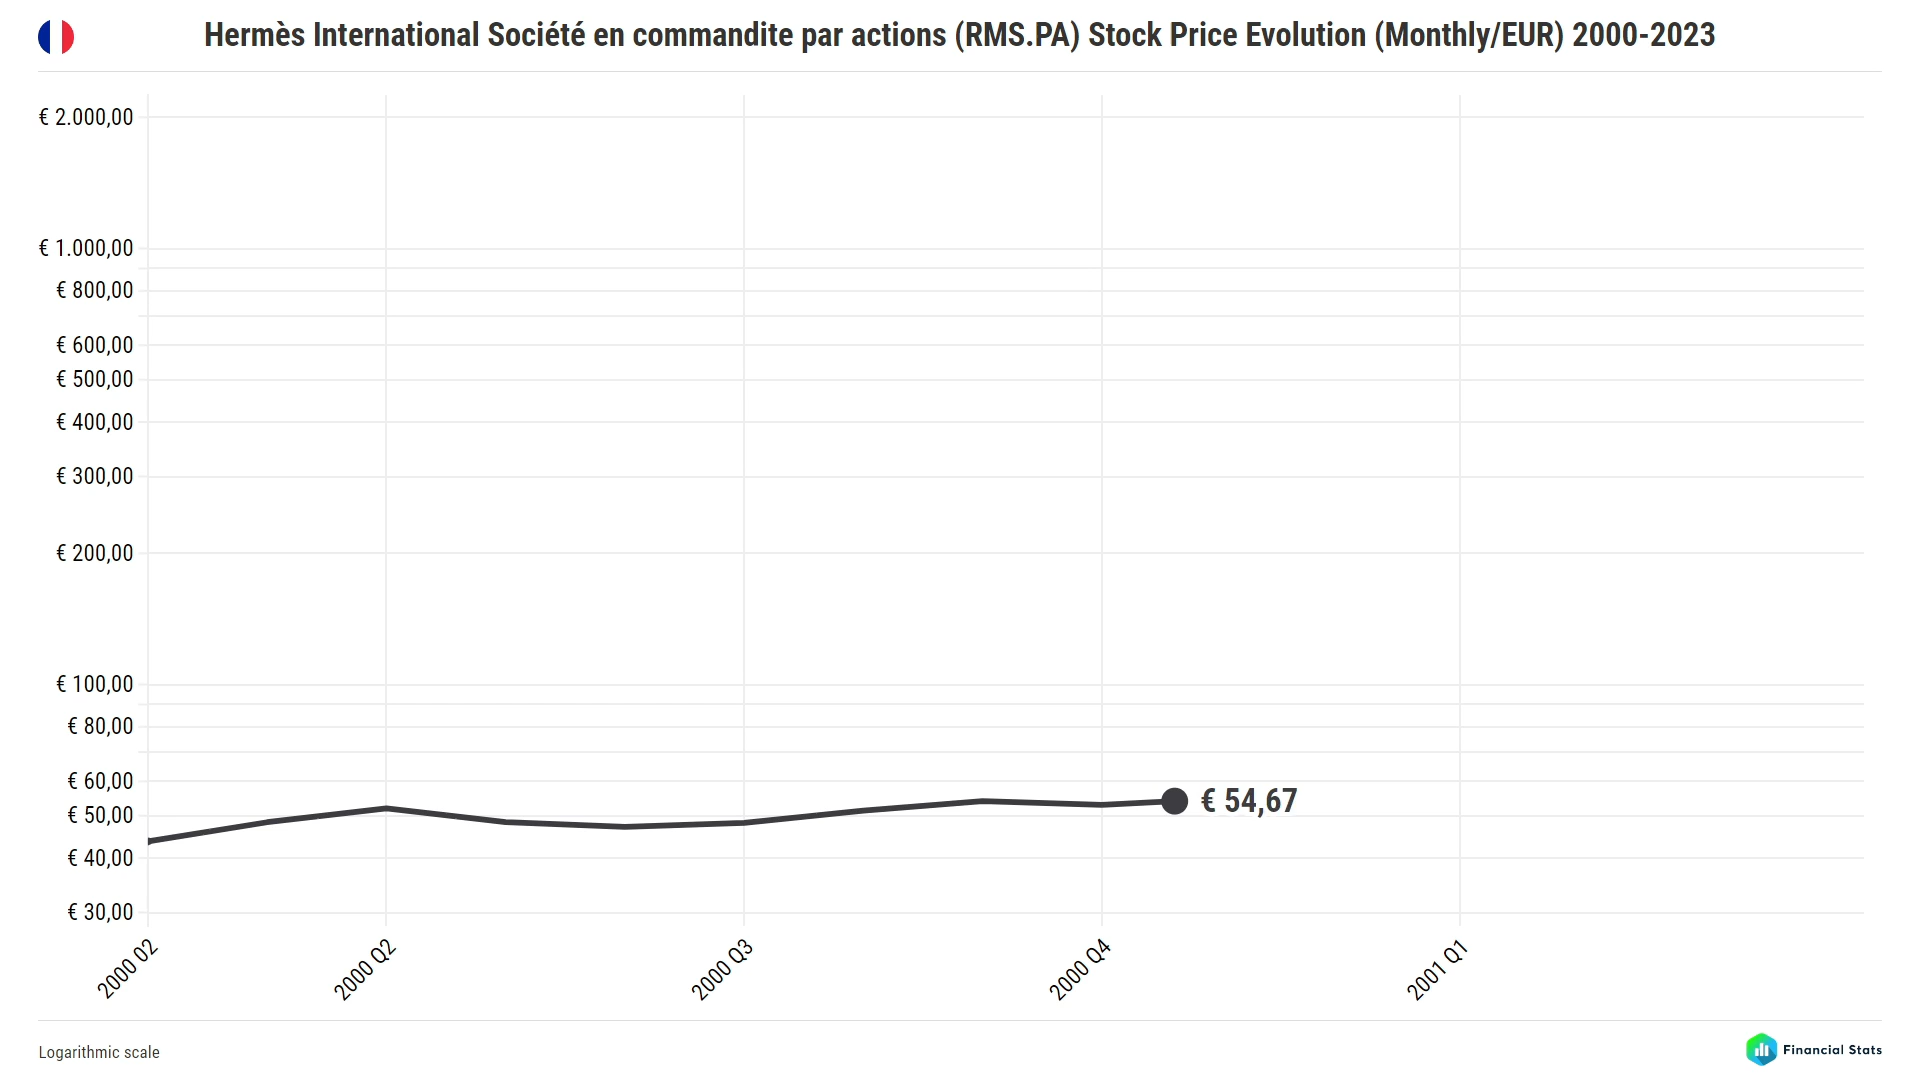 Hermès International Société en commandite par actions (RMS.PA) Stock Price Evolution (Monthly/EUR) 2000-2023
€ 2.000,00
€ 1.000,00
€ 800,00
€ 600,00
€ 500,00
€ 400,00
€ 300,00
€ 200,00
€ 100,00
€ 80,00
€ 60,00
€ 50,00
€ 40,00
€ 30,00
€ 54,67
2000 02
2000 Q2
2000 Q3
2000 Q4
2001 Q1
Logarithmic scale
Financial Stats